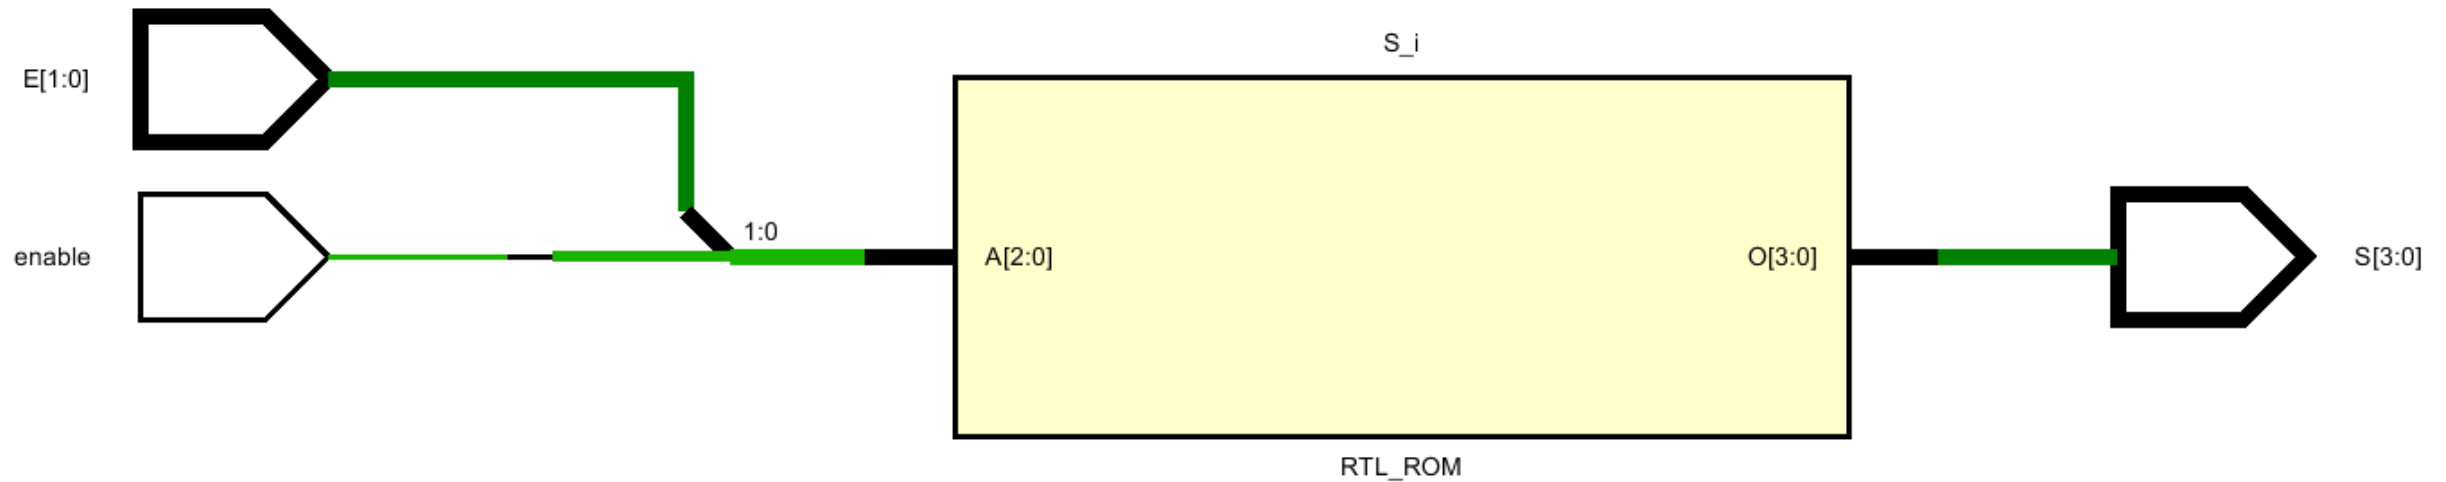 S_i
E[1:0]
1:0
enable
A[2:0]
O[3:0]
S[3:0]
RTL_ROM